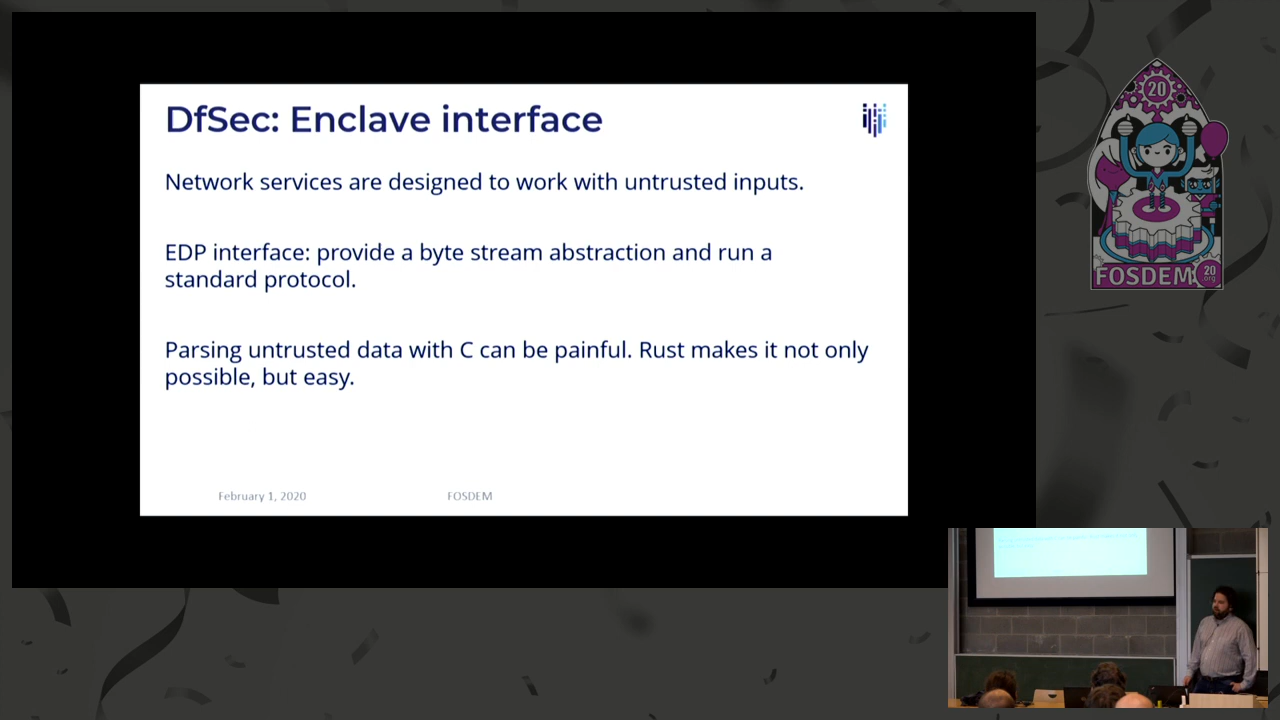 DfSec: Enclave interface
Network services are designed to work with untrusted inputs.
EDP interface: provide a byte stream abstraction and run a
standard protocol.
Parsing untrusted data with C can be painful. Rust makes it not only
possible, but easy.
February 1, 2020
FOSDEM
20
FOSDEM
20
.org